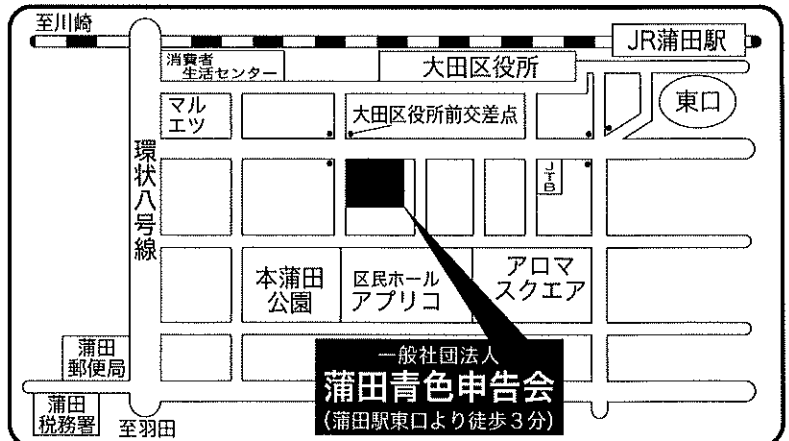 至川崎
JR蒲田駅
消費者
生活センター
大田区役所
東口
マル
エツ
大田区役所前交差点
環状八号線
JTB
本蒲田
公園
区民ホール
アプリコ
アロマ
スクエア
蒲田
郵便局
一般社団法人
蒲田青色申告会
(蒲田駅東口より徒歩3分)
蒲田
税務署
至羽田